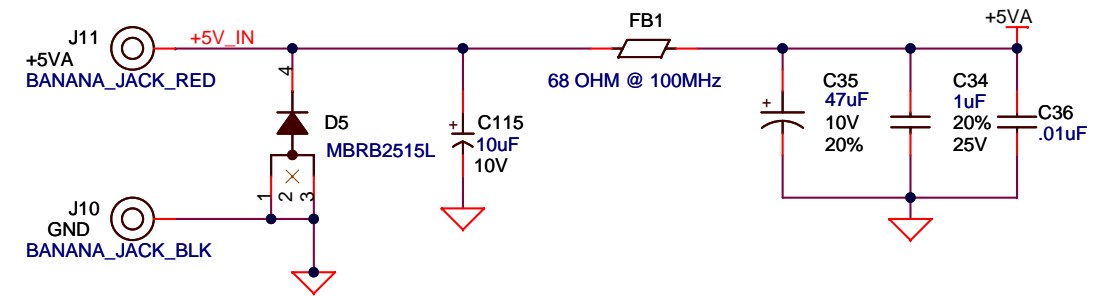 J11
+5VA
BANANA_JACK_RED
+5V_IN
4
D5
MBRB2515L
1
2
3
J10
GND
BANANA_JACK_BLK
+
C115
10uF
10V
FB1
68 OHM @ 100MHz
+
C35
47uF
10V
20%
C34
1uF
20%
25V
+5VA
C36
.01uF